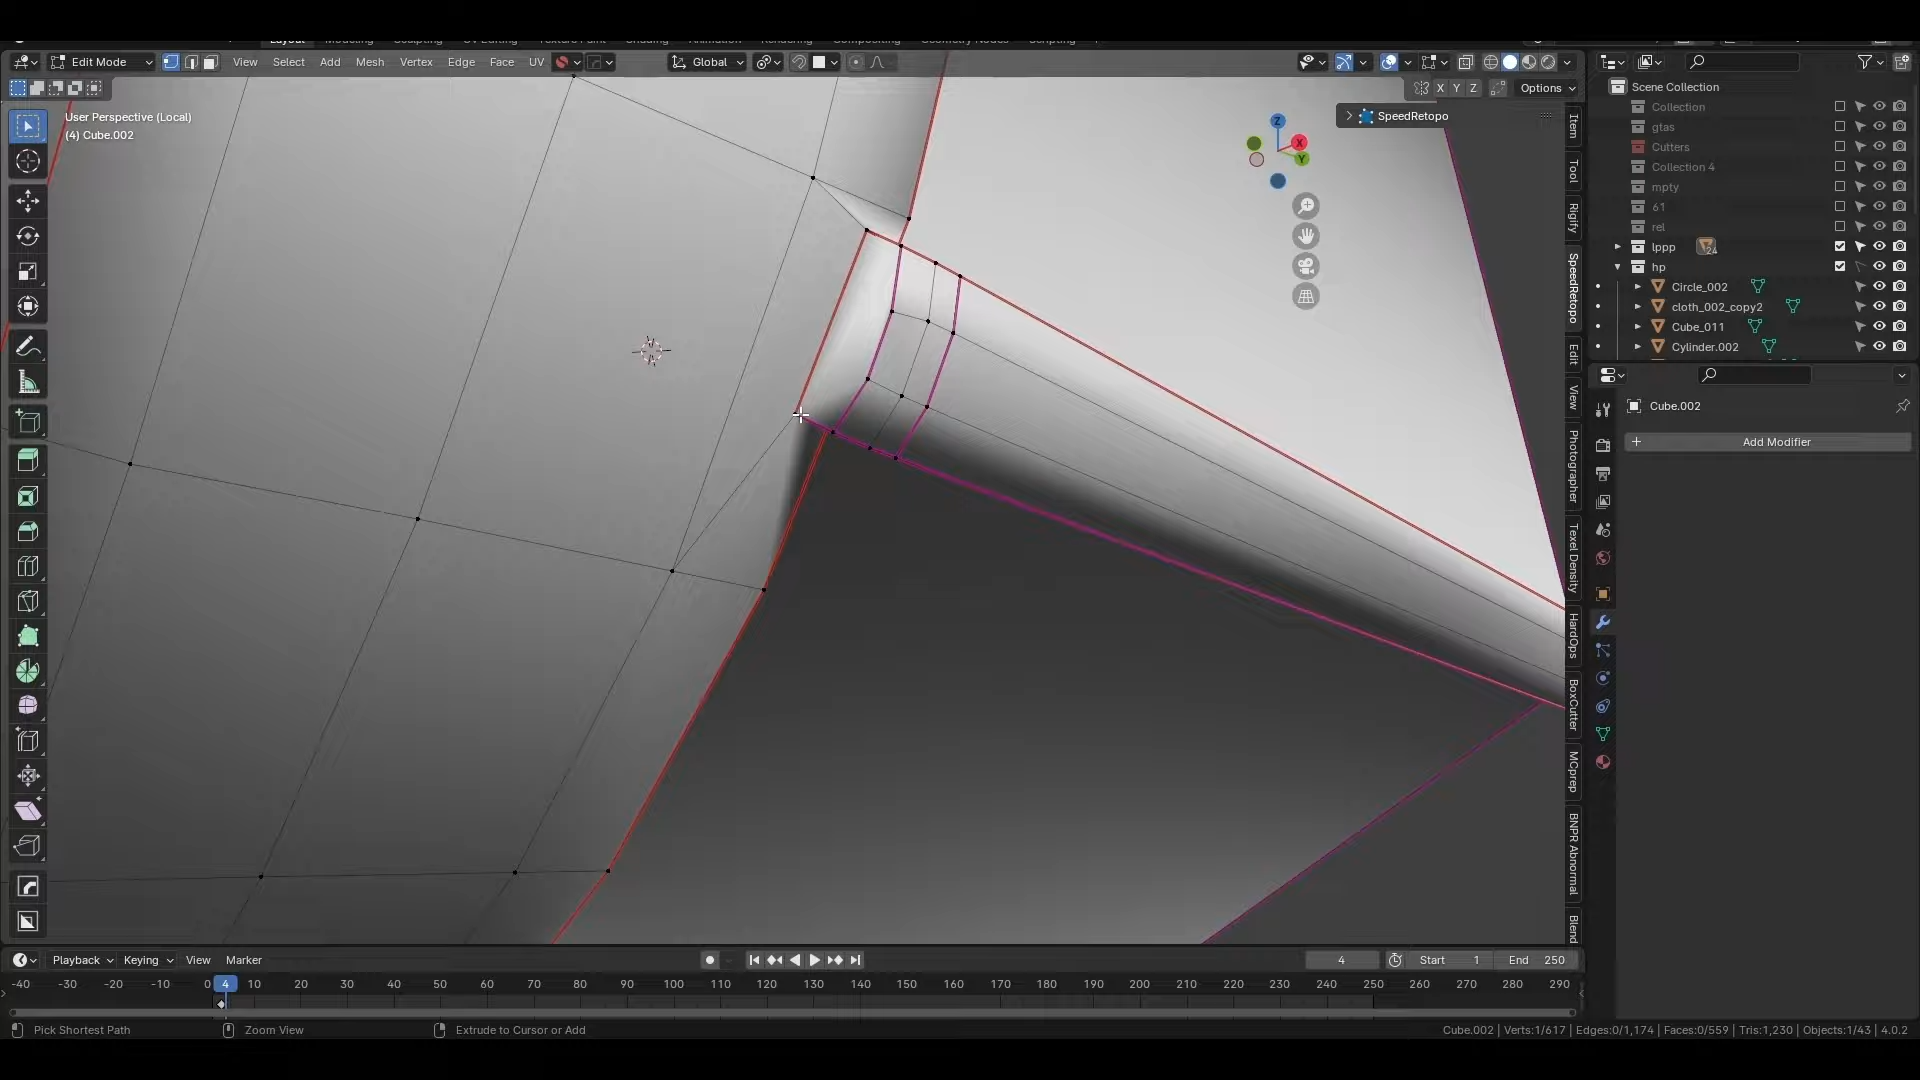 Edit Mode
View Select Add Mesh Vertex Edge Face UV
Global
X Y Z
Options
User Perspective (Local)
(4) Cube.002
SpeedRetopo
Z
X
Y
Item
Tool
Rigify
SpeedRetopo
Edit
View
Photographer
Texel Density
HardOps
BoxCutter
MCprep
BNPR Abnormal
Blend
Scene Collection
Collection
gtas
Cutters
Collection 4
mpty
61
rel
lppp 24
hp
Circle_002
cloth_002_copy2
Cube_011
Cylinder.002
Cube.002
Add Modifier
Playback Keying View Marker
4 Start 1 End 250
-40 -30 -20 -10 0 4 10 20 30 40 50 60 70 80 90 100 110 120 130 140 150 160 170 180 190 200 210 220 230 240 250 260 270 280 290
Pick Shortest Path Zoom View Extrude to Cursor or Add
Cube.002 | Verts:1/617 | Edges:0/1,174 | Faces:0/559 | Tris:1,230 | Objects:1/43 | 4.0.2